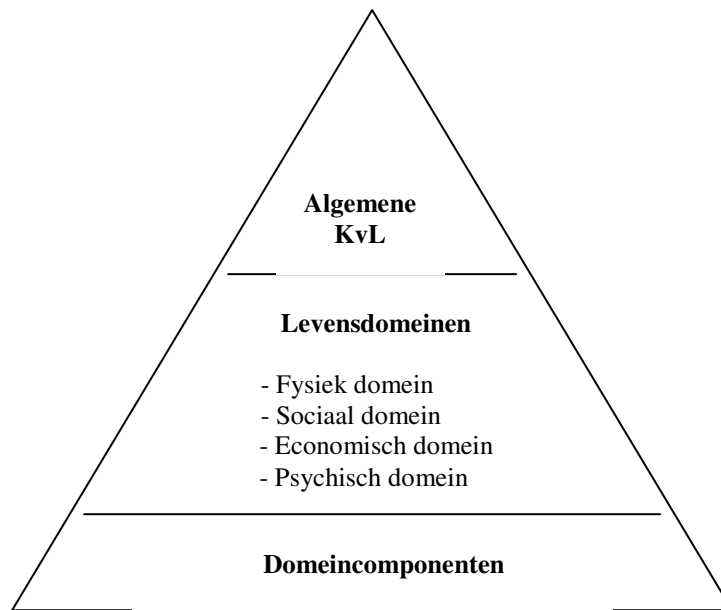 Algemene
KvL
Levensdomeinen
- Fysiek domein
- Sociaal domein
- Economisch domein
- Psychisch domein
Domeincomponenten